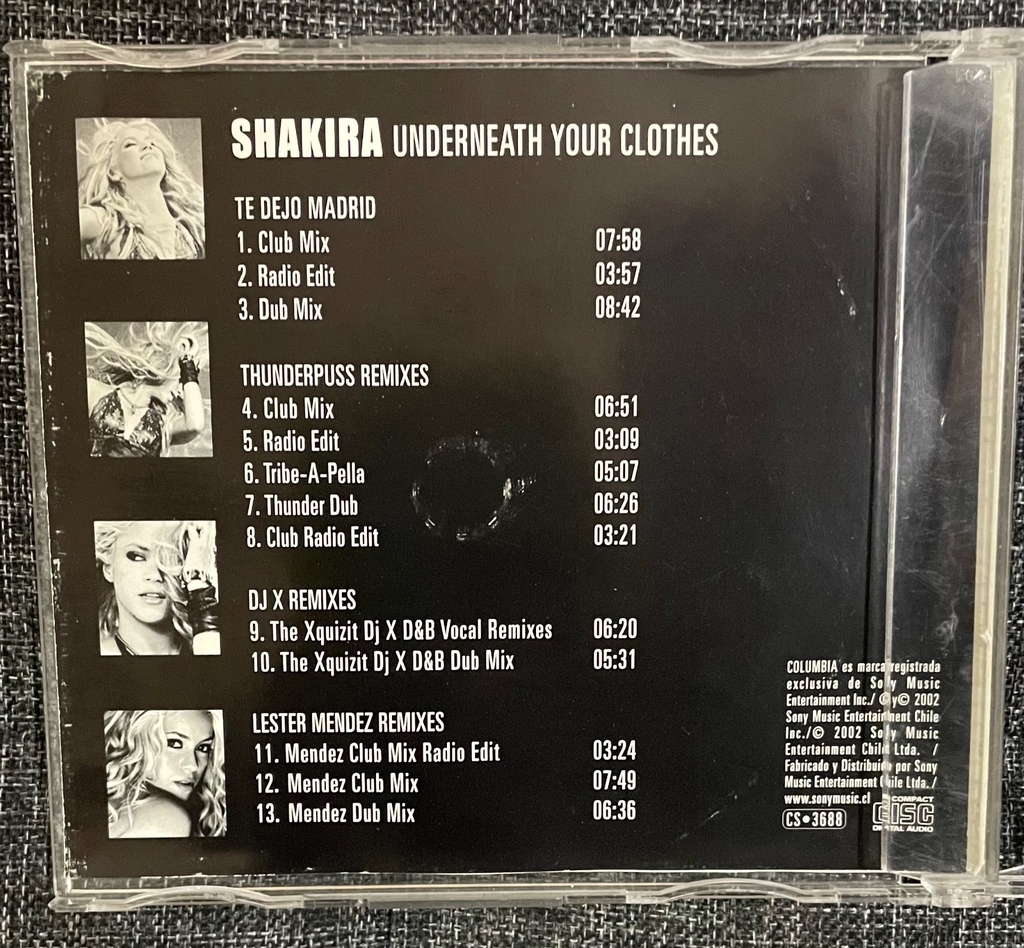 SHAKIRA UNDERNEATH YOUR CLOTHES
TE DEJO MADRID
1. Club Mix 07:58
2. Radio Edit 03:57
3. Dub Mix 08:42
THUNDERPUSS REMIXES
4. Club Mix 06:51
5. Radio Edit 03:09
6. Tribe-A-Pella 05:07
7. Thunder Dub 06:26
8. Club Radio Edit 03:21
DJ X REMIXES
9. The Xquizit Dj X D&B Vocal Remixes 06:20
10. The Xquizit Dj X D&B Dub Mix 05:31
LESTER MENDEZ REMIXES
11. Mendez Club Mix Radio Edit 03:24
12. Mendez Club Mix 07:49
13. Mendez Dub Mix 06:36
COLUMBIA es marca registrada
exclusiva de Sony Music
Entertainment Inc./ ℗y© 2002
Sony Music Entertainment Chile
Inc./© 2002 Sony Music
Entertainment Chile Ltda. /
Fabricado y Distribuido por Sony
Music Entertainment Chile Ltda. /
www.sonymusic.cl
CS•3688
COMPACT
disc
DIGITAL AUDIO